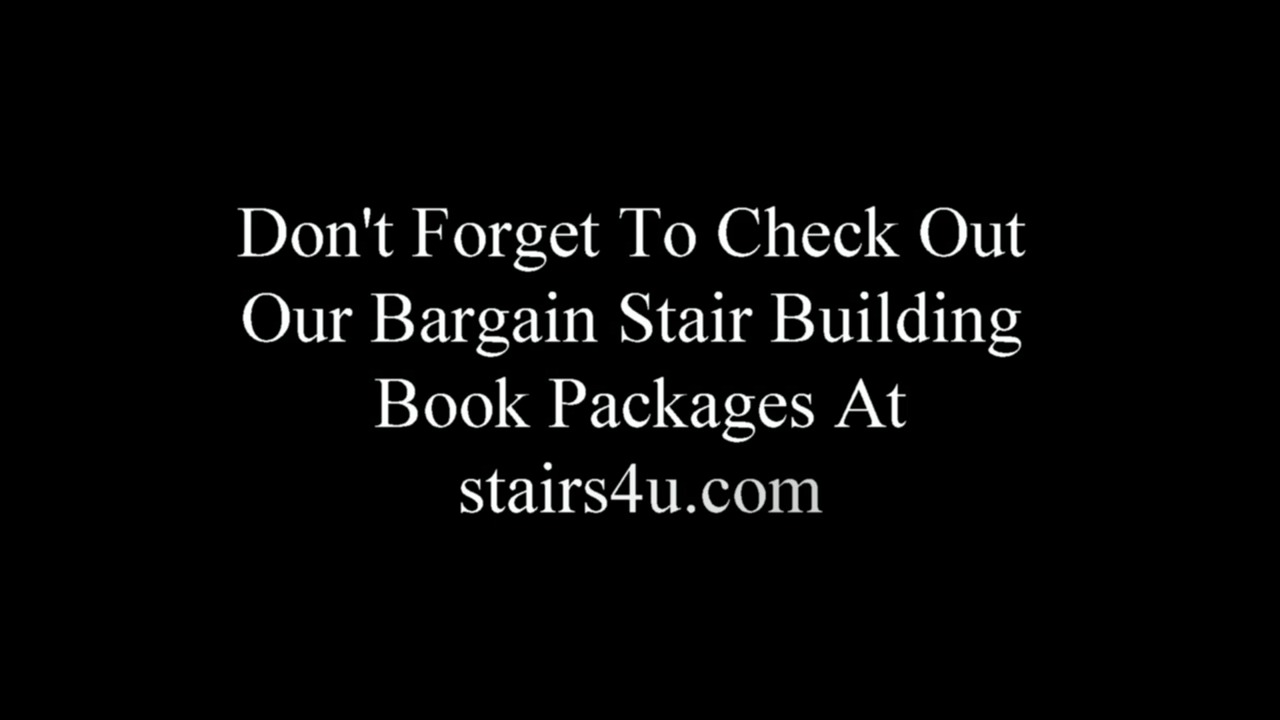 Don't Forget To Check Out
Our Bargain Stair Building
Book Packages At
stairs4u.com